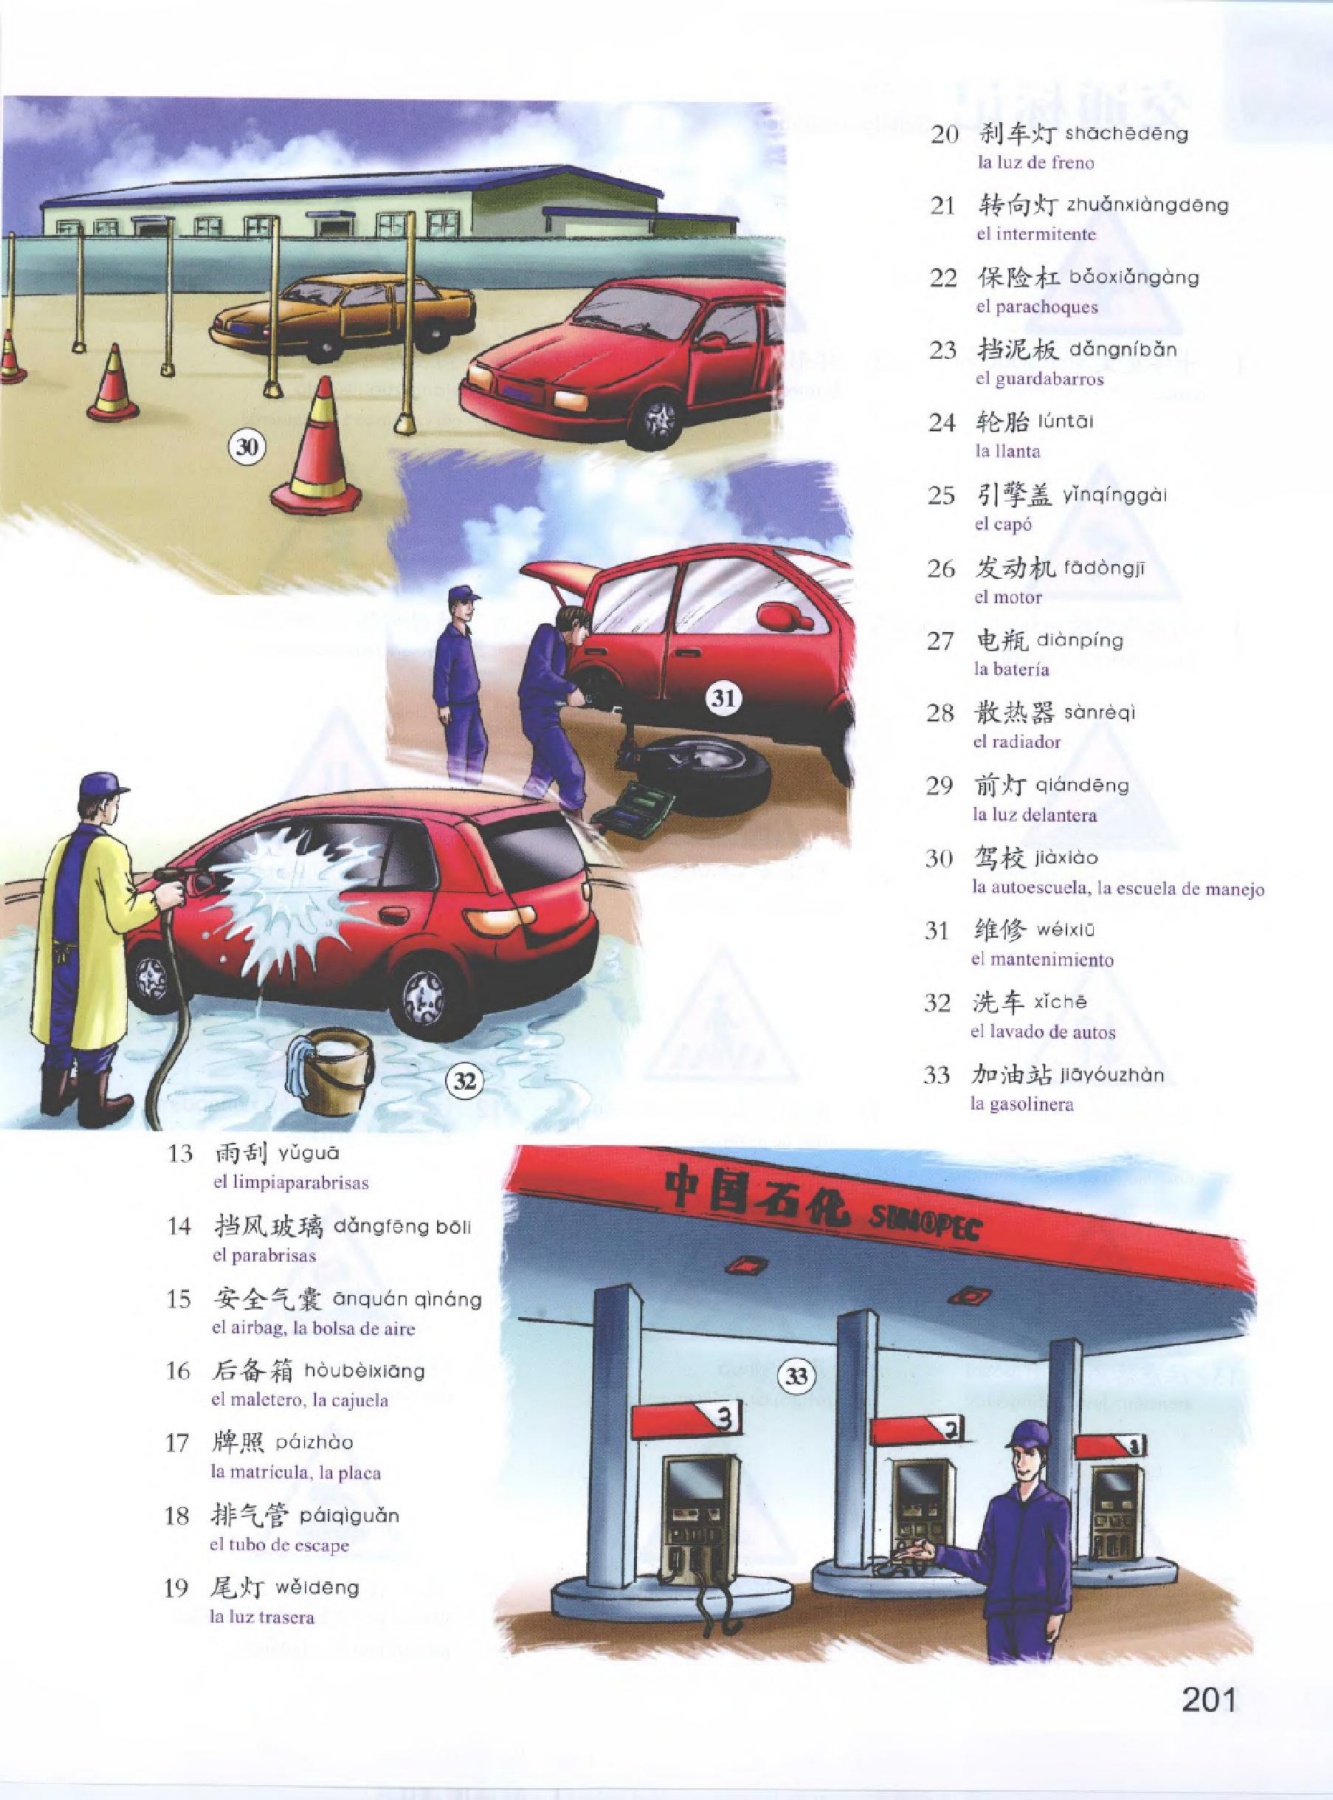 20 刹车灯 shāchēdēng
la luz de freno
21 转向灯 zhuǎnxiàngdēng
el intermitente
22 保险杠 bǎoxiǎngàng
el parachoques
23 挡泥板 dǎngníbǎn
el guardabarros
24 轮胎 lúntāi
la llanta
25 引擎盖 yǐnqínggài
el capó
26 发动机 fādòngjī
el motor
27 电瓶 diànpíng
la batería
28 散热器 sànrèqì
el radiador
29 前灯 qiándēng
la luz delantera
30 驾校 jiàxiào
la autoescuela, la escuela de manejo
31 维修 wéixiū
el mantenimiento
32 洗车 xǐchē
el lavado de autos
33 加油站 jiāyóuzhàn
la gasolinera
30
31
32
13 雨刮 yǔguā
el limpiaparabrisas
14 挡风玻璃 dǎngfēng bōli
el parabrisas
15 安全气囊 ānquán qìnáng
el airbag, la bolsa de aire
16 后备箱 hòubèixiāng
el maletero, la cajuela
17 牌照 páizhào
la matrícula, la placa
18 排气管 páiqìguǎn
el tubo de escape
19 尾灯 wěidēng
la luz trasera
中国石化 SINOPEC
33
3
2
1
201